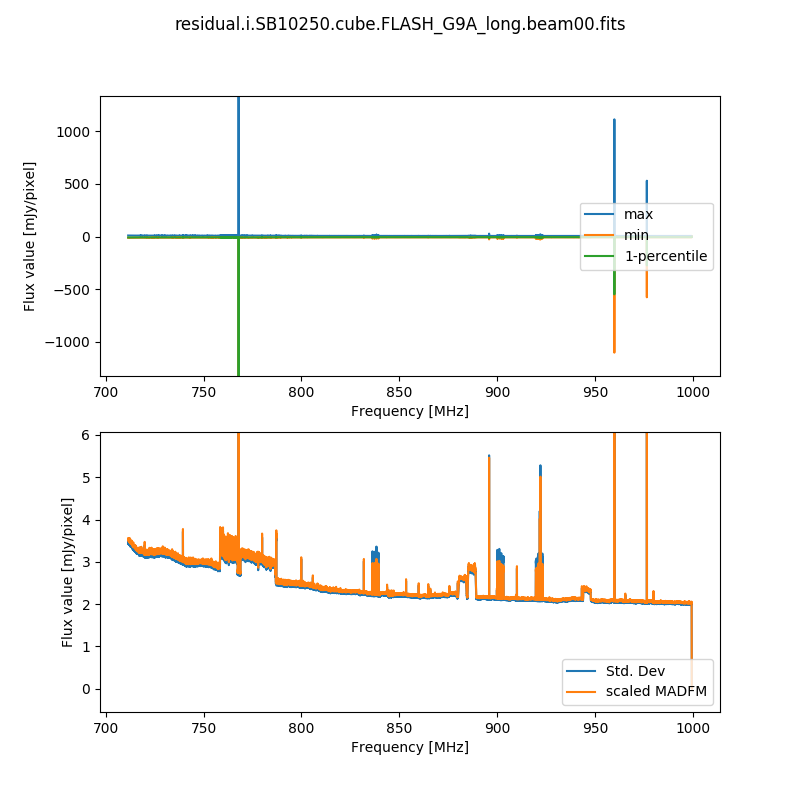 residual.i.SB10250.cube.FLASH_G9A_long.beam00.fits
Flux value [mJy/pixel]
1000
500
0
−500
−1000
max
min
1-percentile
700 750 800 850 900 950 1000
Frequency [MHz]
Flux value [mJy/pixel]
6
5
4
3
2
1
0
Std. Dev
scaled MADFM
700 750 800 850 900 950 1000
Frequency [MHz]